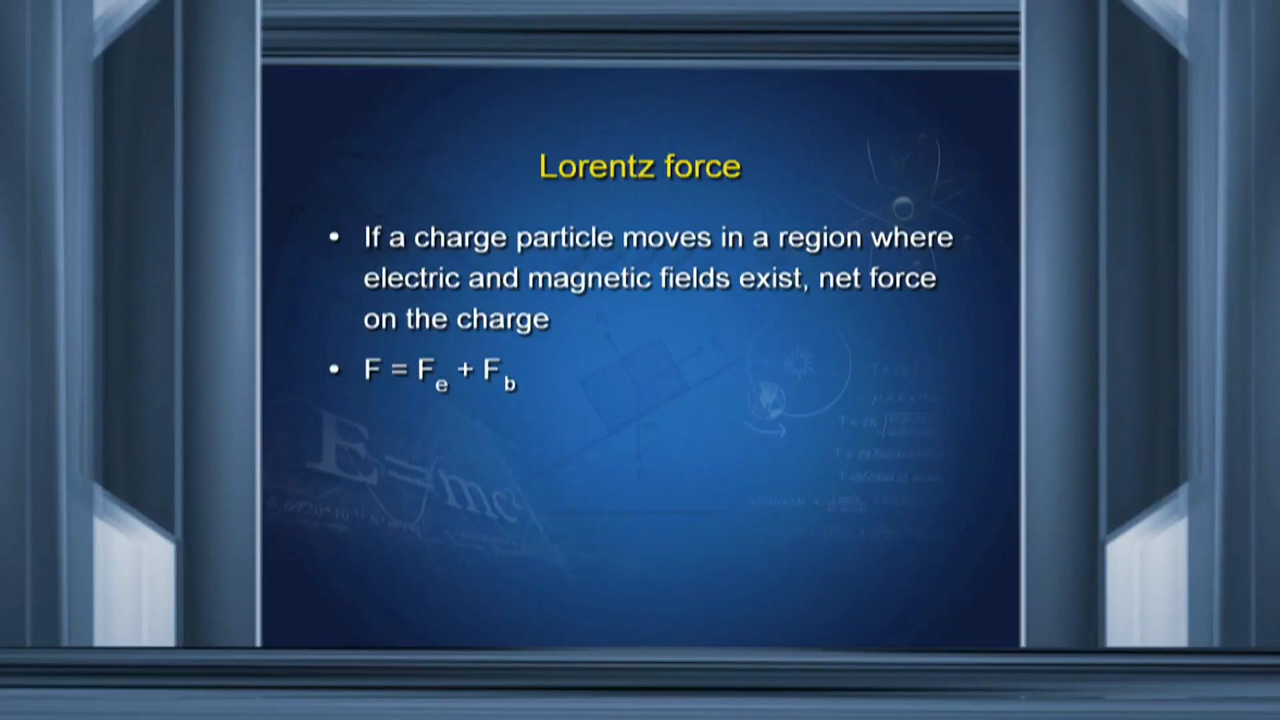 Lorentz force
• If a charge particle moves in a region where
electric and magnetic fields exist, net force
on the charge
• F = Fe + Fb
E=mc²